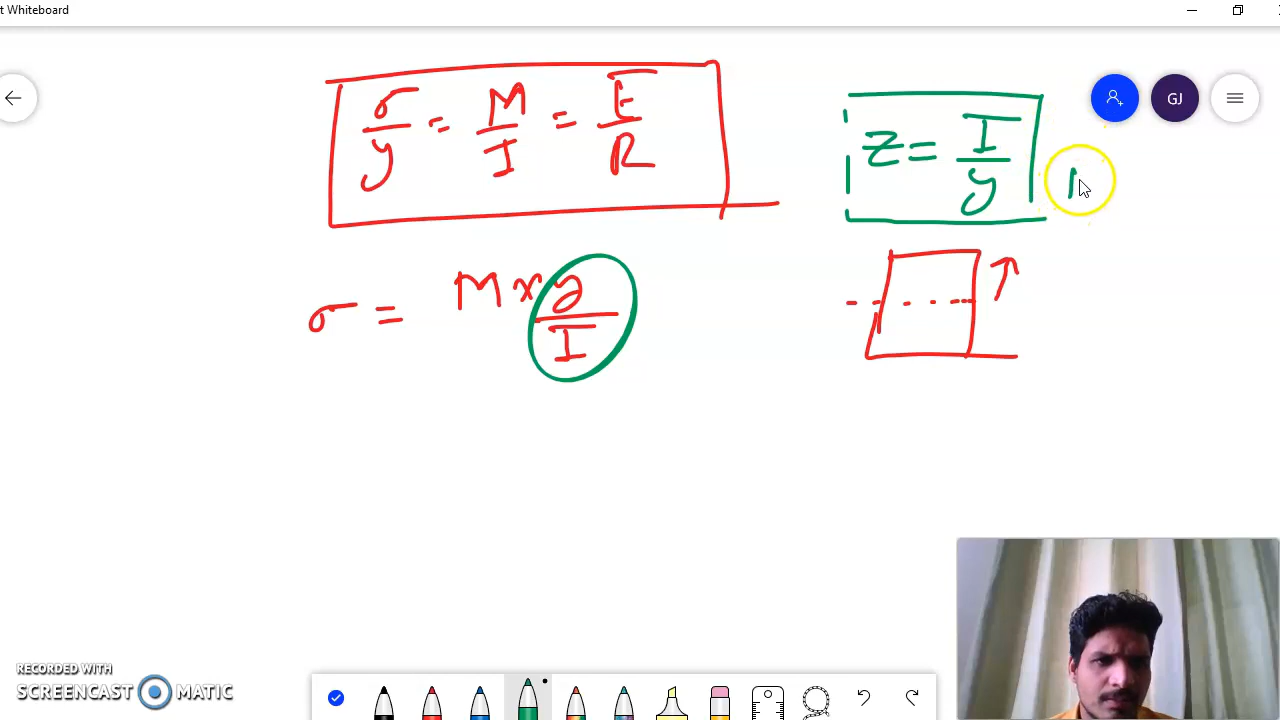 t Whiteboard
σ/y = M/I = E/R
z = I/y
GJ
σ = M x y/I
RECORDED WITH
SCREENCAST MATIC